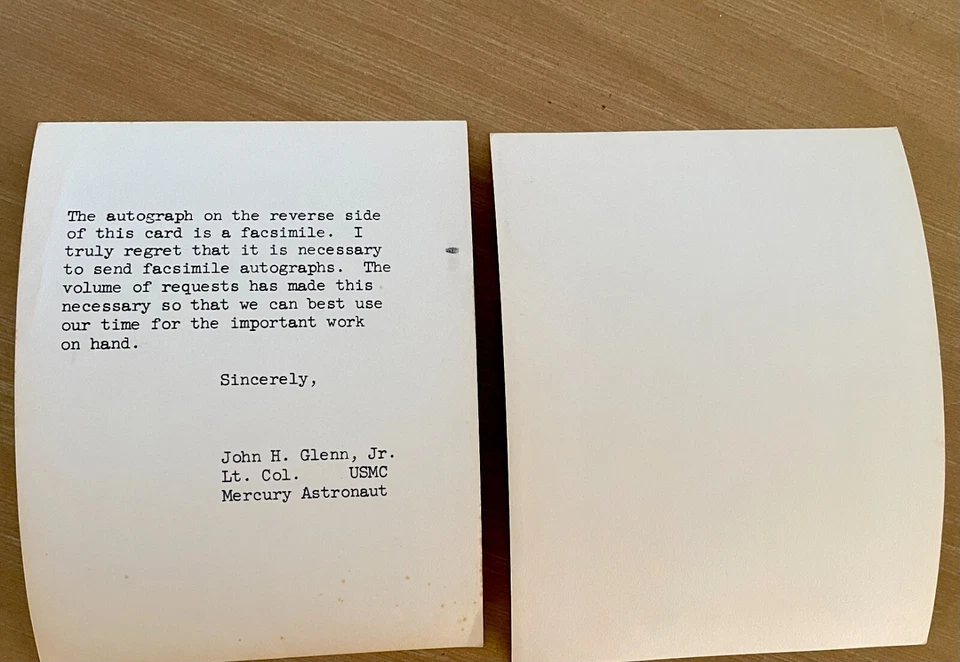 The autograph on the reverse side
of this card is a facsimile. I
truly regret that it is necessary
to send facsimile autographs. The
volume of requests has made this
necessary so that we can best use
our time for the important work
on hand.
Sincerely,
John H. Glenn, Jr.
Lt. Col. USMC
Mercury Astronaut